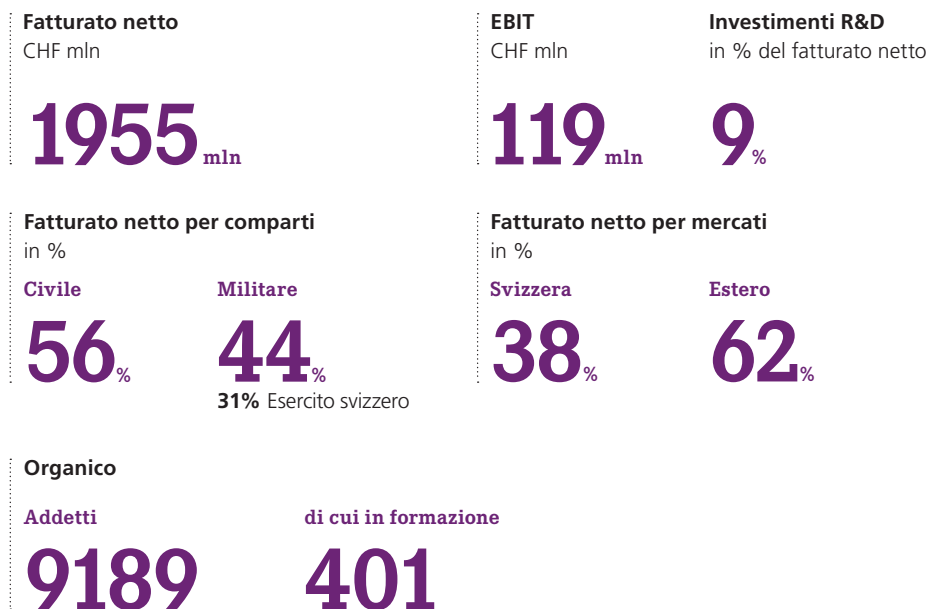 Fatturato netto
CHF mln
1955 mln
EBIT
CHF mln
119 mln
Investimenti R&D
in % del fatturato netto
9%
Fatturato netto per comparti
in %
Civile
56%
Militare
44%
31% Esercito svizzero
Fatturato netto per mercati
in %
Svizzera
38%
Estero
62%
Organico
Addetti
9189
di cui in formazione
401